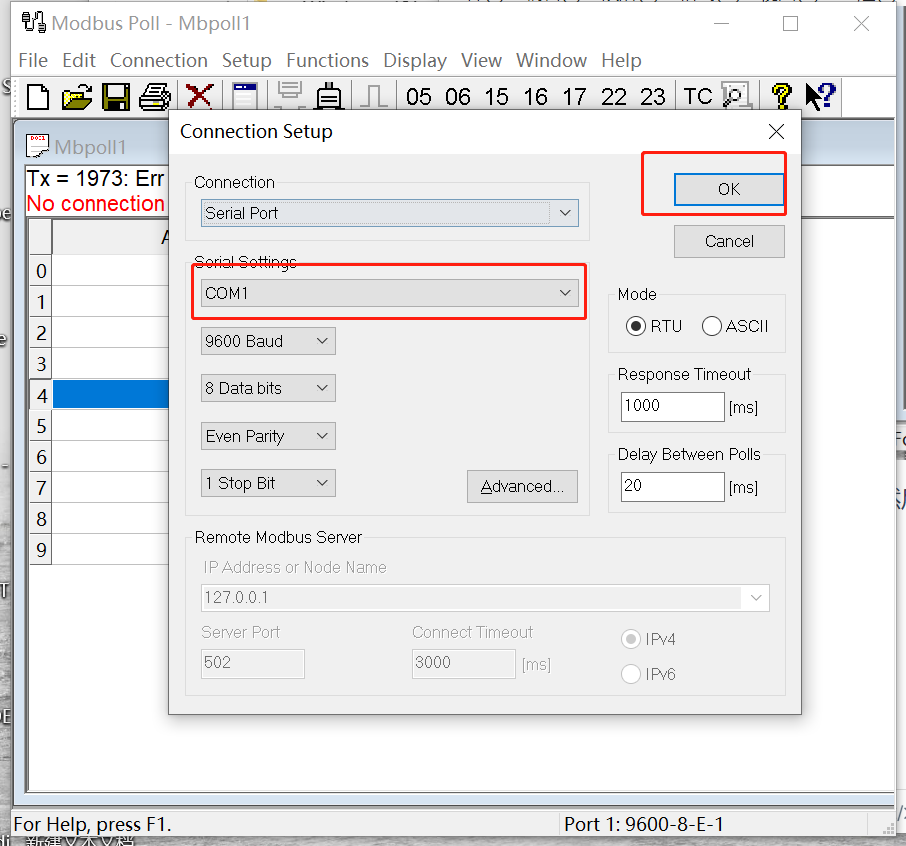 Modbus Poll - Mbpoll1
File Edit Connection Setup Functions Display View Window Help
05 06 15 16 17 22 23 TC
Mbpoll1
Tx = 1973: Err
No connection
0
1
2
3
4
5
6
7
8
9
Connection Setup
OK
Cancel
Connection
Serial Port
Serial Settings
COM1
9600 Baud
8 Data bits
Even Parity
1 Stop Bit
Advanced...
Mode
RTU ASCII
Response Timeout
1000 [ms]
Delay Between Polls
20 [ms]
Remote Modbus Server
IP Address or Node Name
127.0.0.1
Server Port Connect Timeout
502 3000 [ms]
IPv4
IPv6
For Help, press F1. Port 1: 9600-8-E-1